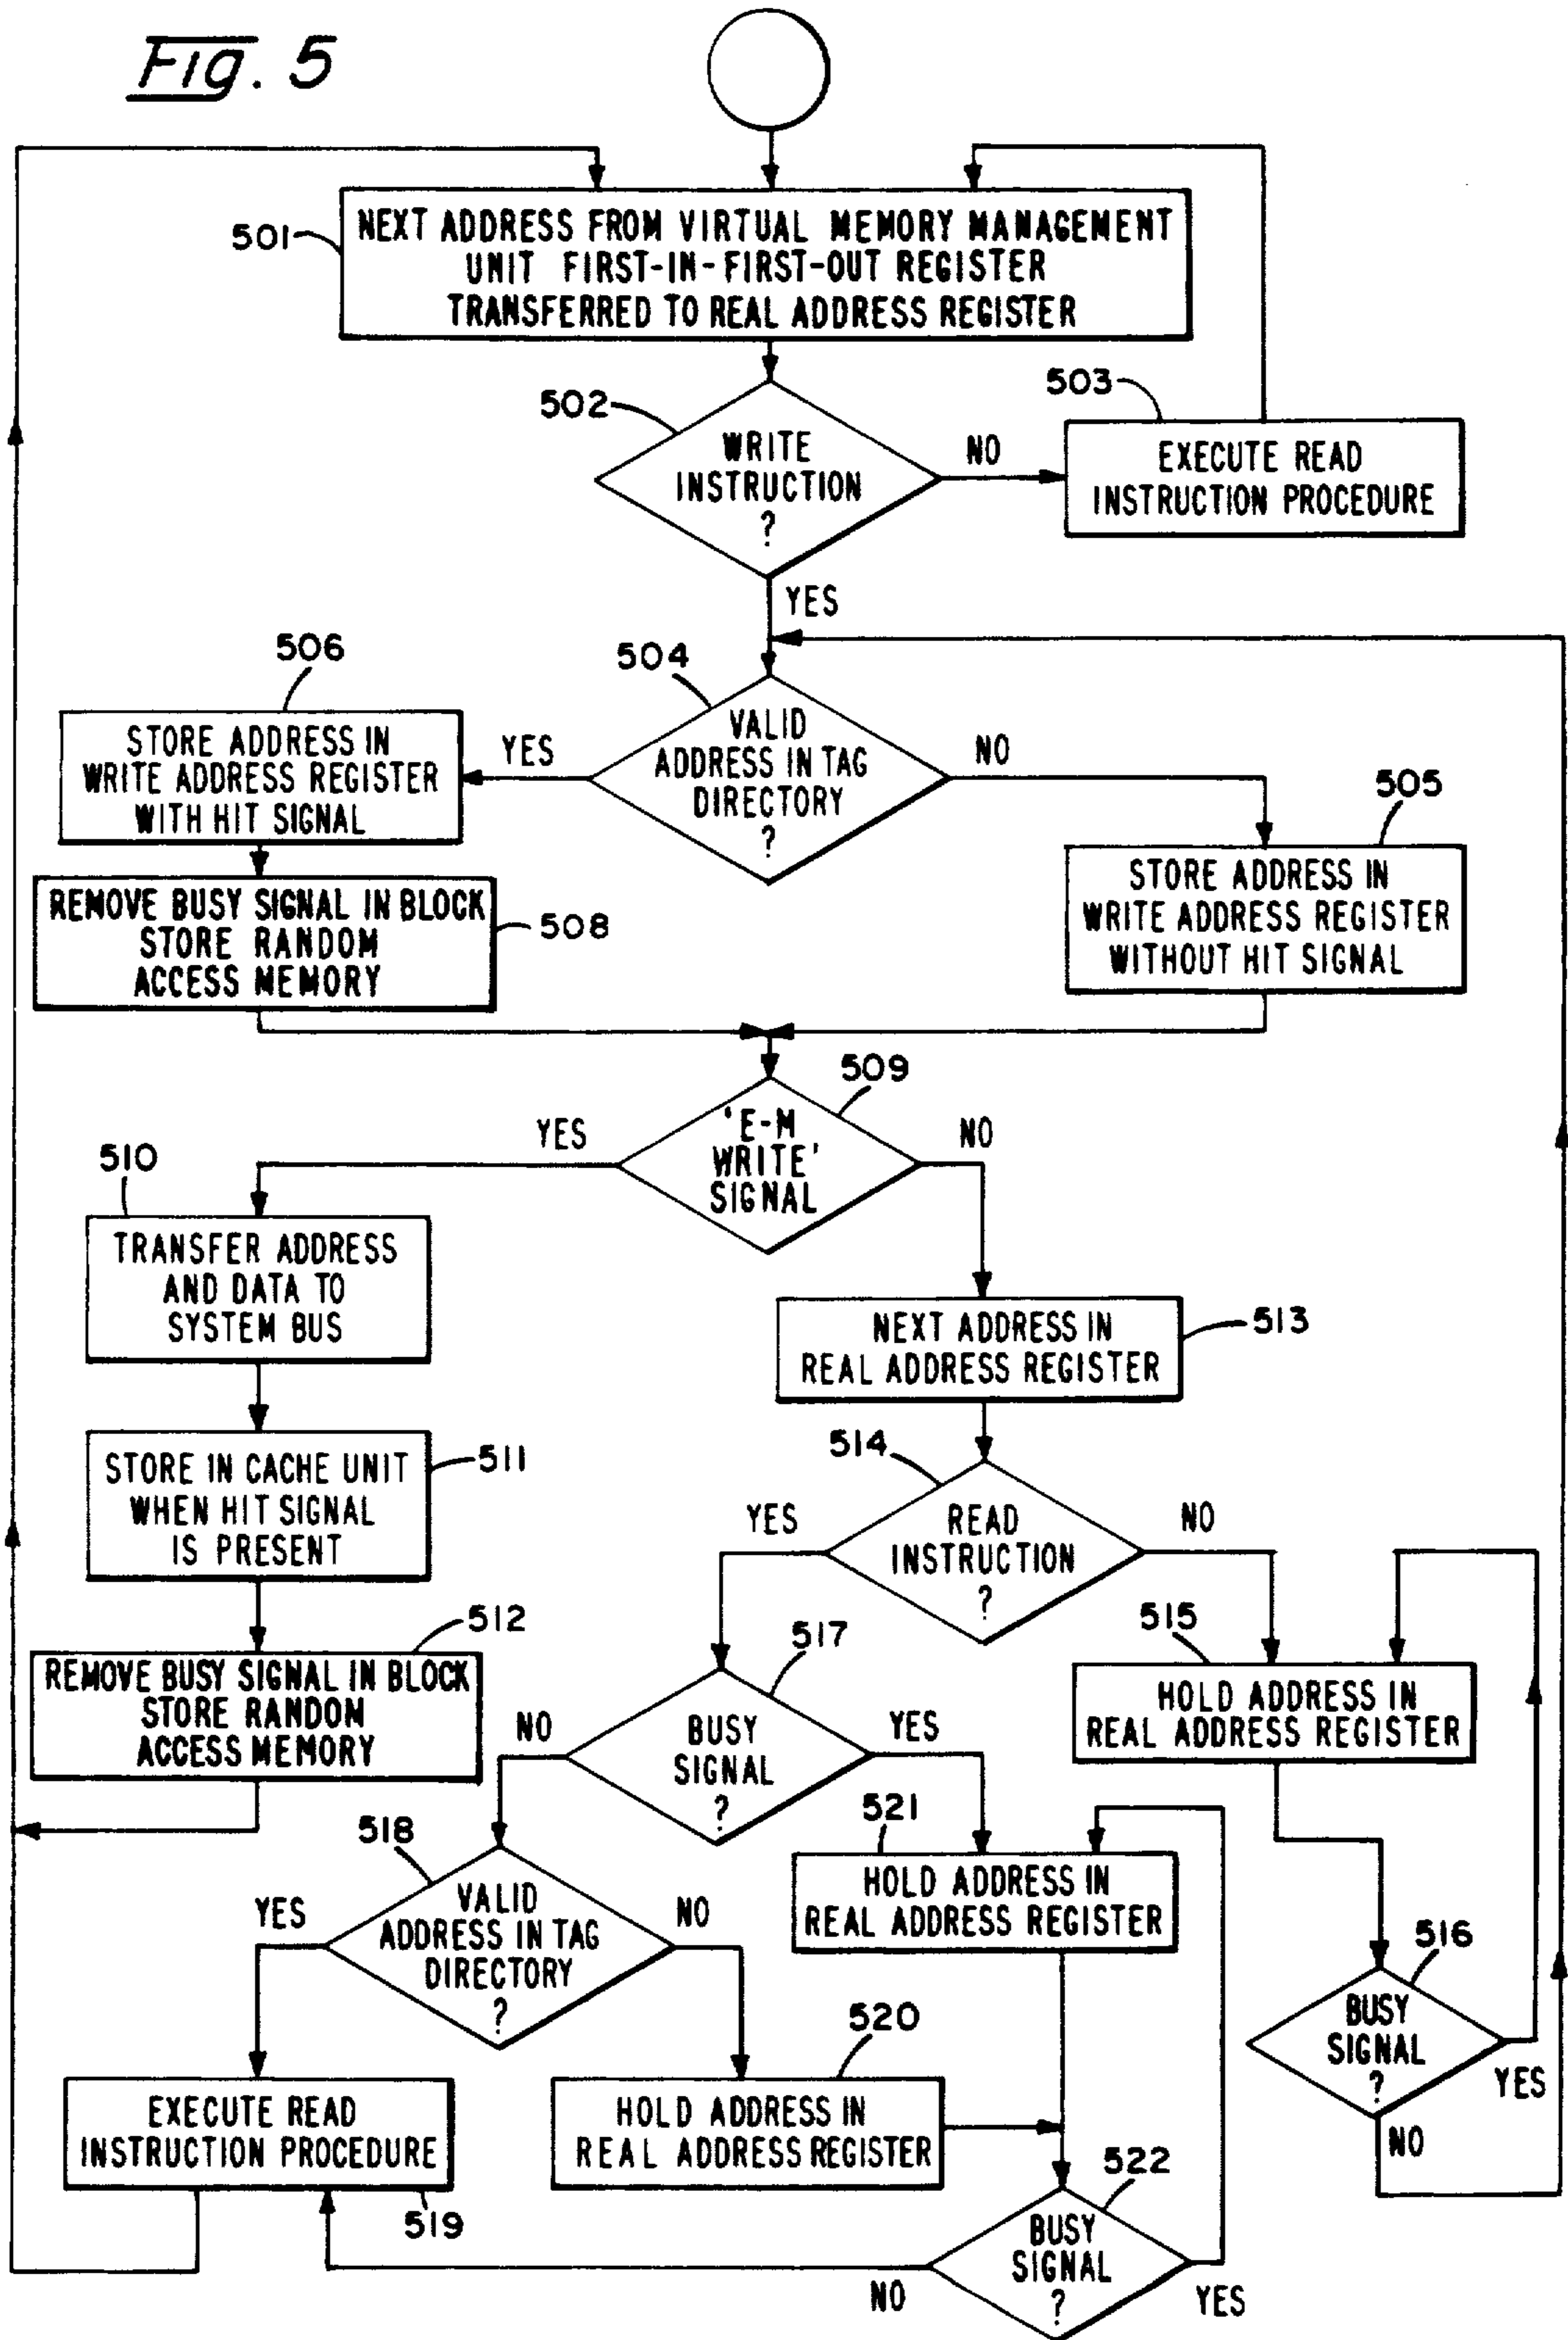 Fig. 5
501
NEXT ADDRESS FROM VIRTUAL MEMORY MANAGEMENT
UNIT FIRST-IN-FIRST-OUT REGISTER
TRANSFERRED TO REAL ADDRESS REGISTER
502
WRITE
INSTRUCTION
?
NO
503
EXECUTE READ
INSTRUCTION PROCEDURE
YES
506
STORE ADDRESS IN
WRITE ADDRESS REGISTER
WITH HIT SIGNAL
YES
504
VALID
ADDRESS IN TAG
DIRECTORY
?
NO
505
STORE ADDRESS IN
WRITE ADDRESS REGISTER
WITHOUT HIT SIGNAL
REMOVE BUSY SIGNAL IN BLOCK
STORE RANDOM
ACCESS MEMORY
508
509
'E-M
WRITE'
SIGNAL
YES
NO
510
TRANSFER ADDRESS
AND DATA TO
SYSTEM BUS
NEXT ADDRESS IN
REAL ADDRESS REGISTER
513
STORE IN CACHE UNIT
WHEN HIT SIGNAL
IS PRESENT
511
514
READ
INSTRUCTION
?
YES
NO
512
REMOVE BUSY SIGNAL IN BLOCK
STORE RANDOM
ACCESS MEMORY
517
BUSY
SIGNAL
?
NO
YES
515
HOLD ADDRESS IN
REAL ADDRESS REGISTER
518
VALID
ADDRESS IN TAG
DIRECTORY
?
YES
NO
521
HOLD ADDRESS IN
REAL ADDRESS REGISTER
516
BUSY
SIGNAL
?
YES
NO
EXECUTE READ
INSTRUCTION PROCEDURE
519
520
HOLD ADDRESS IN
REAL ADDRESS REGISTER
522
BUSY
SIGNAL
?
NO
YES